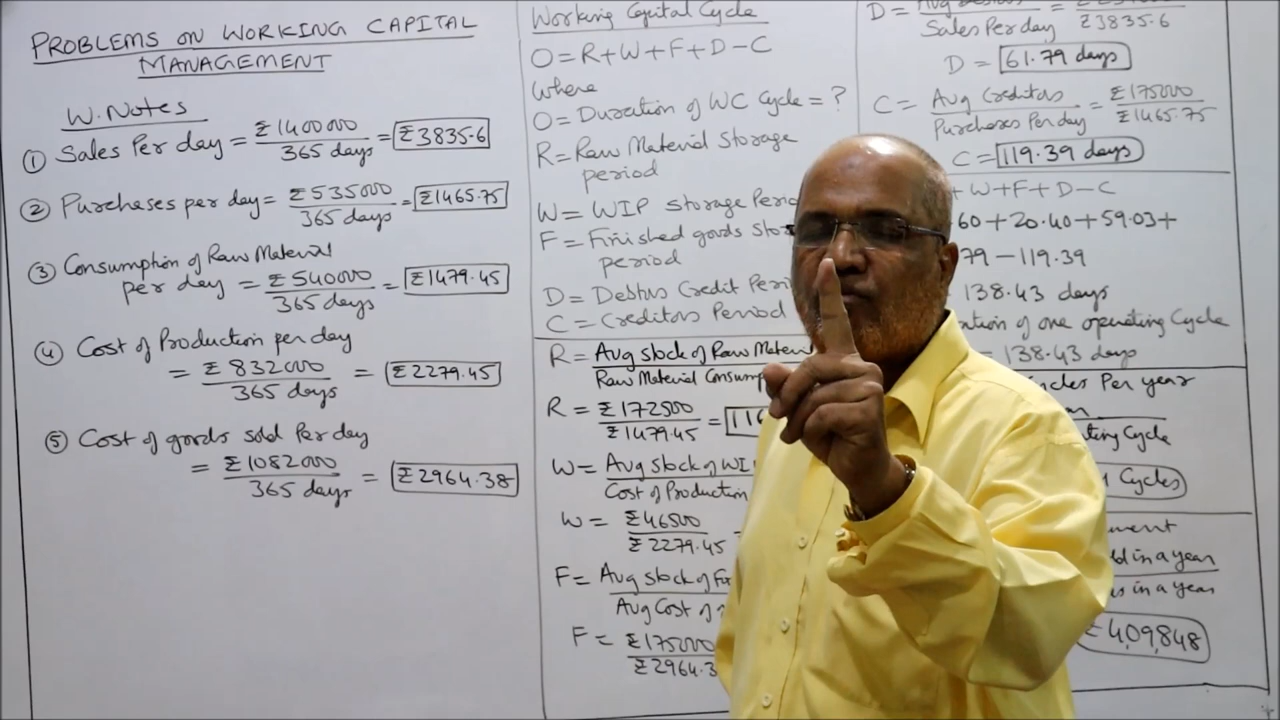 PROBLEMS ON WORKING CAPITAL
MANAGEMENT
W. Notes
① Sales Per day = ₹1400000 / 365 days = ₹3835.6
② Purchases per day = ₹535000 / 365 days = ₹1465.75
③ Consumption of Raw Material
per day = ₹540000 / 365 days = ₹1479.45
④ Cost of Production per day
= ₹832000 / 365 days = ₹2279.45
⑤ Cost of goods sold Per day
= ₹1082000 / 365 days = ₹2964.38
Working Capital Cycle
O = R+W+F+D-C
Where
O = Duration of WC Cycle = ?
R = Raw Material Storage
period
W = WIP storage
F = Finished goods
period
D = Debtors Credit
C = Creditors Period
R = Avg stock of Raw
Raw Material
R = ₹172500 / ₹1479.45 =
W = Avg stock of
Cost of Production
W = ₹46500 / ₹2279.45
F = Avg stock of
Avg Cost of
F = ₹175000
D = / Sales Per day = / ₹3835.6
D = 61.79 days
C = Avg Creditors / Purchases Per day = ₹175000 / ₹1465.75
C = 119.39 days
+ W+F+D-C
60 + 20.40 + 59.03 +
79 - 119.39
138.43 days
of one operating Cycle
= 138.43 days
Per year
Cycle
Cycles
in a year
in a year
₹4,09,848